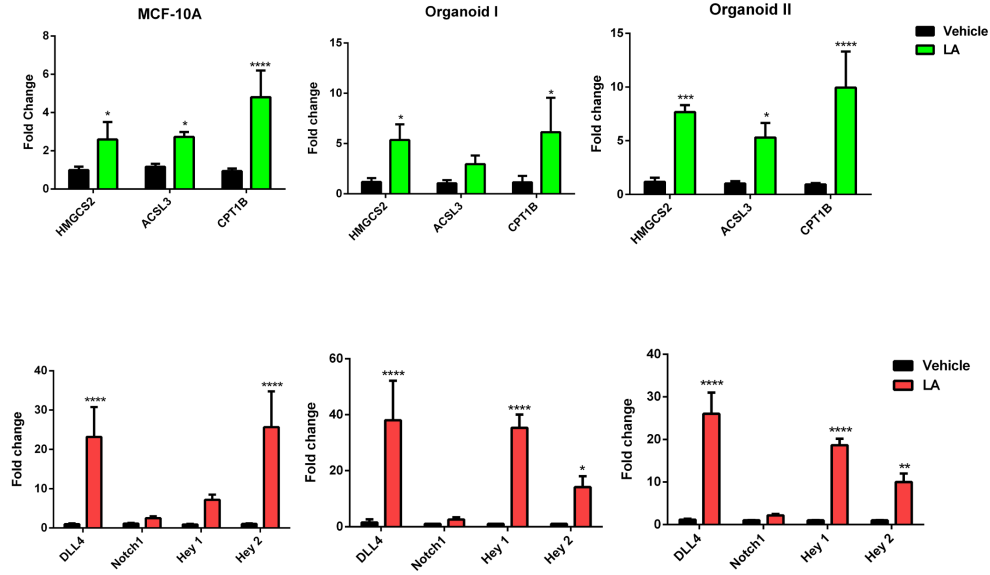 MCF-10A
Organoid I
Organoid II
Vehicle
LA
Fold Change
8
6
4
2
0
*
*
****
HMGCS2
ACSL3
CPT1B
Fold Change
15
10
5
0
*
*
HMGCS2
ACSL3
CPT1B
Fold Change
15
10
5
0
***
*
****
HMGCS2
ACSL3
CPT1B
Vehicle
LA
Fold change
40
30
20
10
0
****
****
DLL4
Notch1
Hey 1
Hey 2
Fold change
60
40
20
0
****
****
*
DLL4
Notch1
Hey 1
Hey 2
Fold change
40
30
20
10
0
****
****
**
DLL4
Notch1
Hey 1
Hey 2